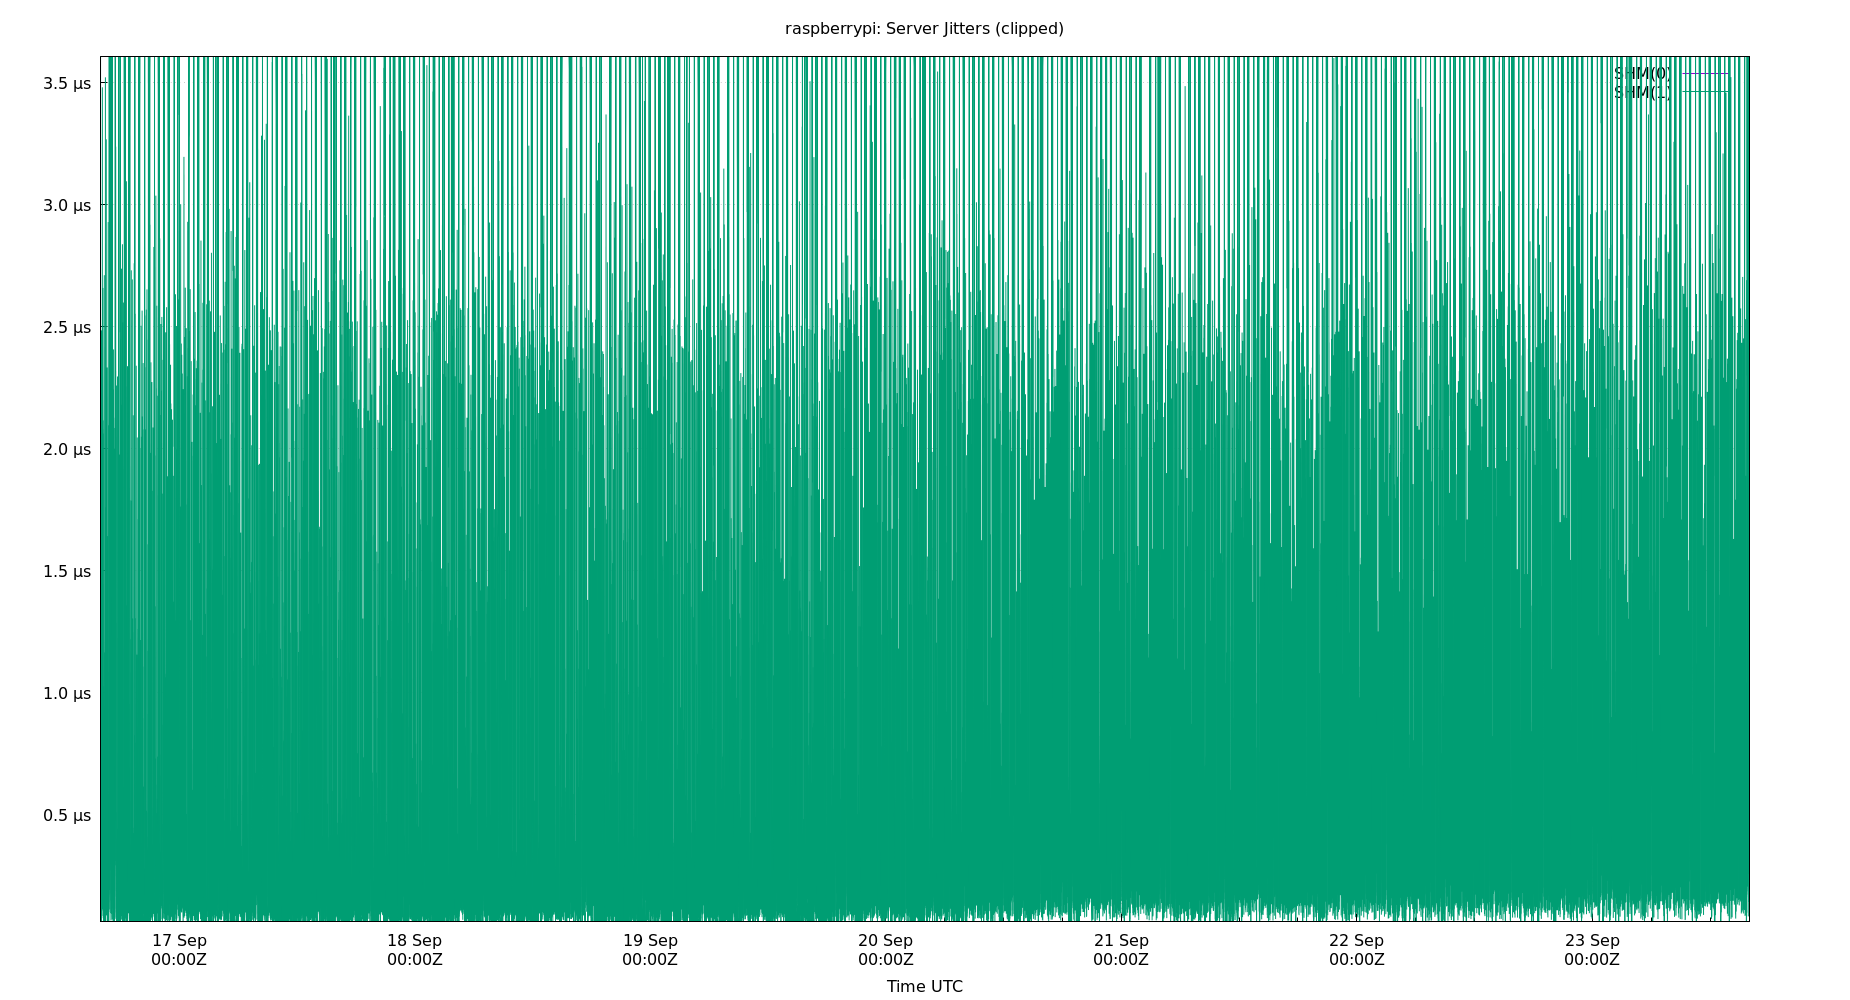 raspberrypi: Server Jitters (clipped)
SHM(0)
SHM(1)
3.5 µs
3.0 µs
2.5 µs
2.0 µs
1.5 µs
1.0 µs
0.5 µs
17 Sep 18 Sep 19 Sep 20 Sep 21 Sep 22 Sep 23 Sep
00:00Z 00:00Z 00:00Z 00:00Z 00:00Z 00:00Z 00:00Z
Time UTC